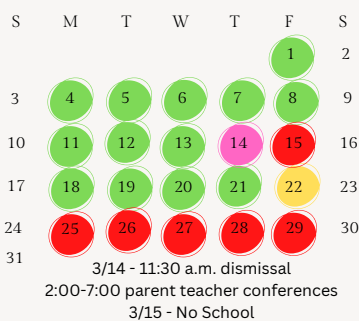 S M T W T F S
1 2
3 4 5 6 7 8 9
10 11 12 13 14 15 16
17 18 19 20 21 22 23
24 25 26 27 28 29 30
31
3/14 - 11:30 a.m. dismissal
2:00-7:00 parent teacher conferences
3/15 - No School